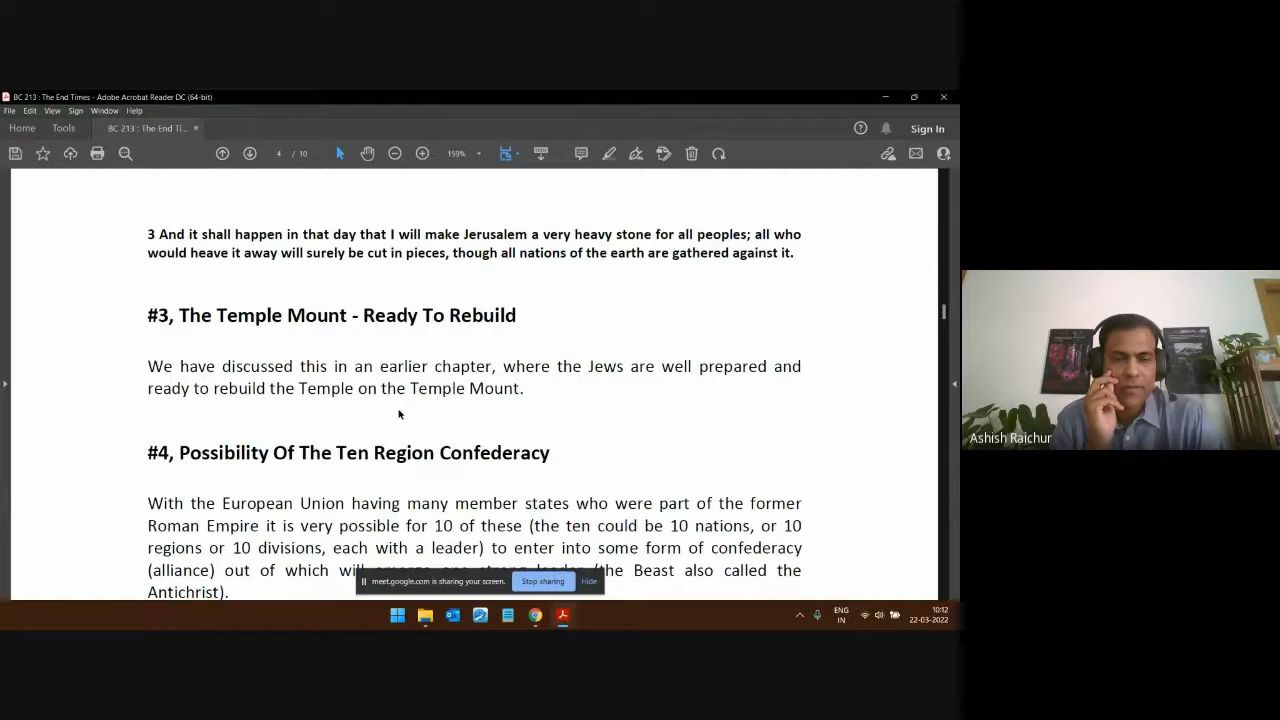 BC 213 : The End Times - Adobe Acrobat Reader DC (64-bit)
File Edit View Sign Window Help
Home Tools BC 213 : The End Ti... × Sign In
4 / 10 159%
3 And it shall happen in that day that I will make Jerusalem a very heavy stone for all peoples; all who
would heave it away will surely be cut in pieces, though all nations of the earth are gathered against it.
#3, The Temple Mount - Ready To Rebuild
We have discussed this in an earlier chapter, where the Jews are well prepared and
ready to rebuild the Temple on the Temple Mount.
#4, Possibility Of The Ten Region Confederacy
With the European Union having many member states who were part of the former
Roman Empire it is very possible for 10 of these (the ten could be 10 nations, or 10
regions or 10 divisions, each with a leader) to enter into some form of confederacy
(alliance) out of which will emerge one strong leader (the Beast also called the
Antichrist).
meet.google.com is sharing your screen. Stop sharing Hide
ENG
IN
10:12
22-03-2022
Ashish Raichur